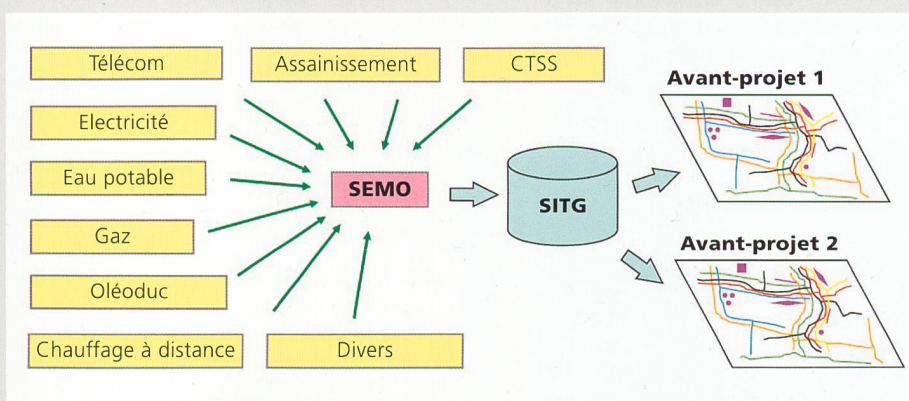 Télécom
Assainissement
CTSS
Avant-projet 1
Electricité
Eau potable
SEMO
SITG
Gaz
Avant-projet 2
Oléoduc
Chauffage à distance
Divers